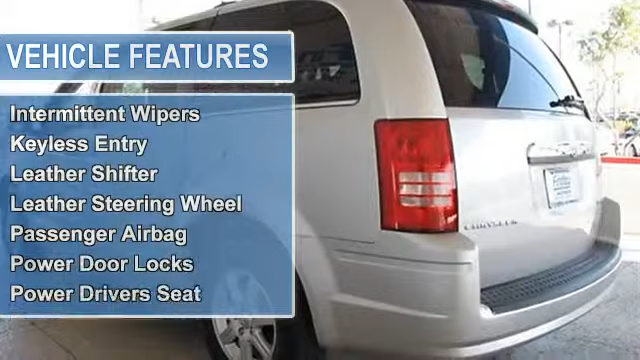 VEHICLE FEATURES
Intermittent Wipers
Keyless Entry
Leather Shifter
Leather Steering Wheel
Passenger Airbag
Power Door Locks
Power Drivers Seat
CHRYSLER